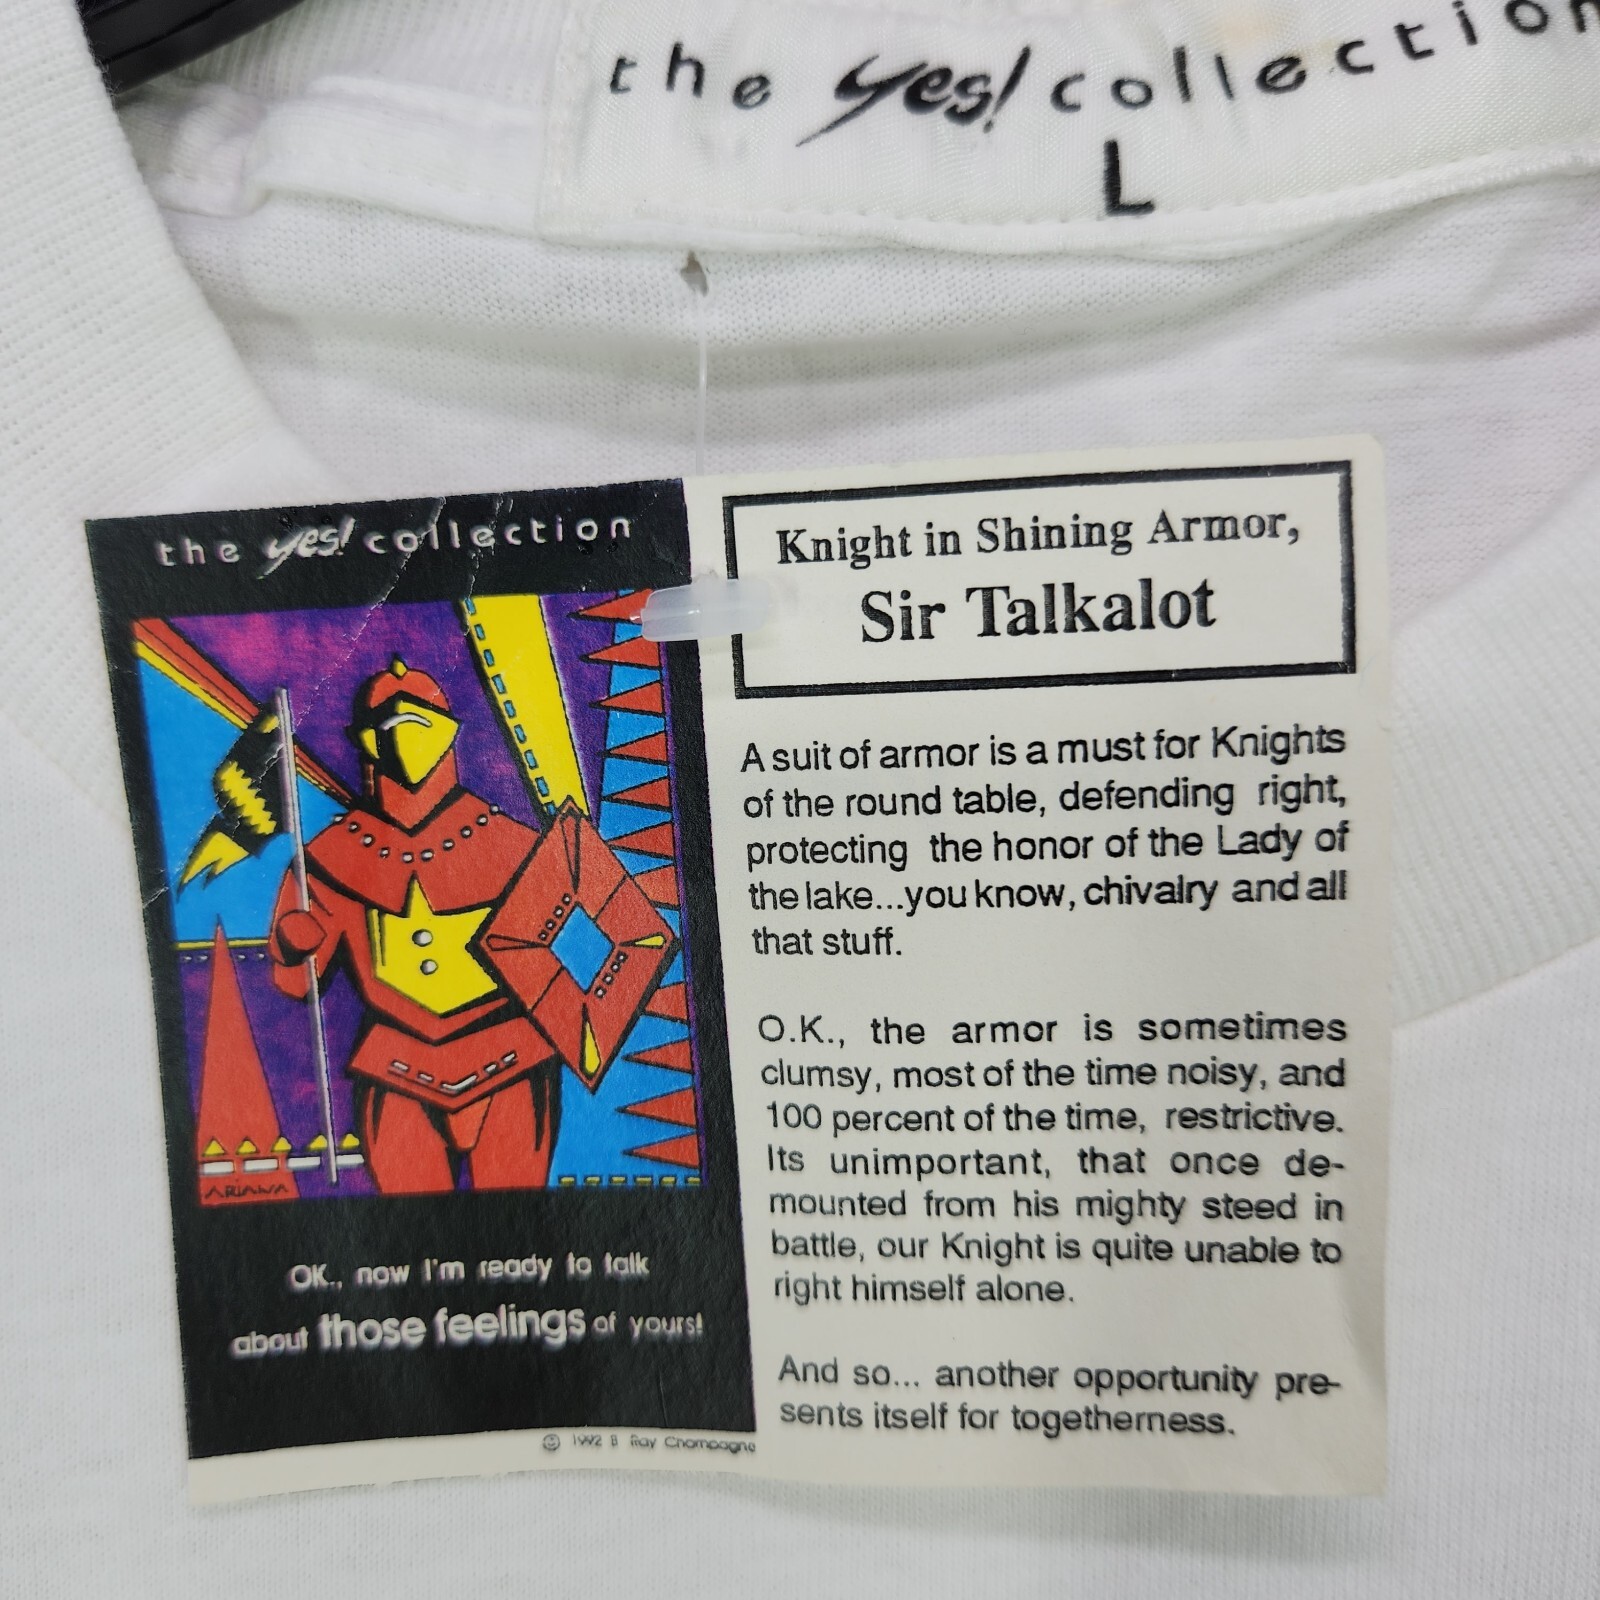 the yes! collection
L
the yes! collection
ARIAWA
OK., now I'm ready to talk
about those feelings of yours!
© 1992 B Ray Champagne
Knight in Shining Armor,
Sir Talkalot
A suit of armor is a must for Knights
of the round table, defending right,
protecting the honor of the Lady of
the lake...you know, chivalry and all
that stuff.
O.K., the armor is sometimes
clumsy, most of the time noisy, and
100 percent of the time, restrictive.
Its unimportant, that once de-
mounted from his mighty steed in
battle, our Knight is quite unable to
right himself alone.
And so... another opportunity pre-
sents itself for togetherness.